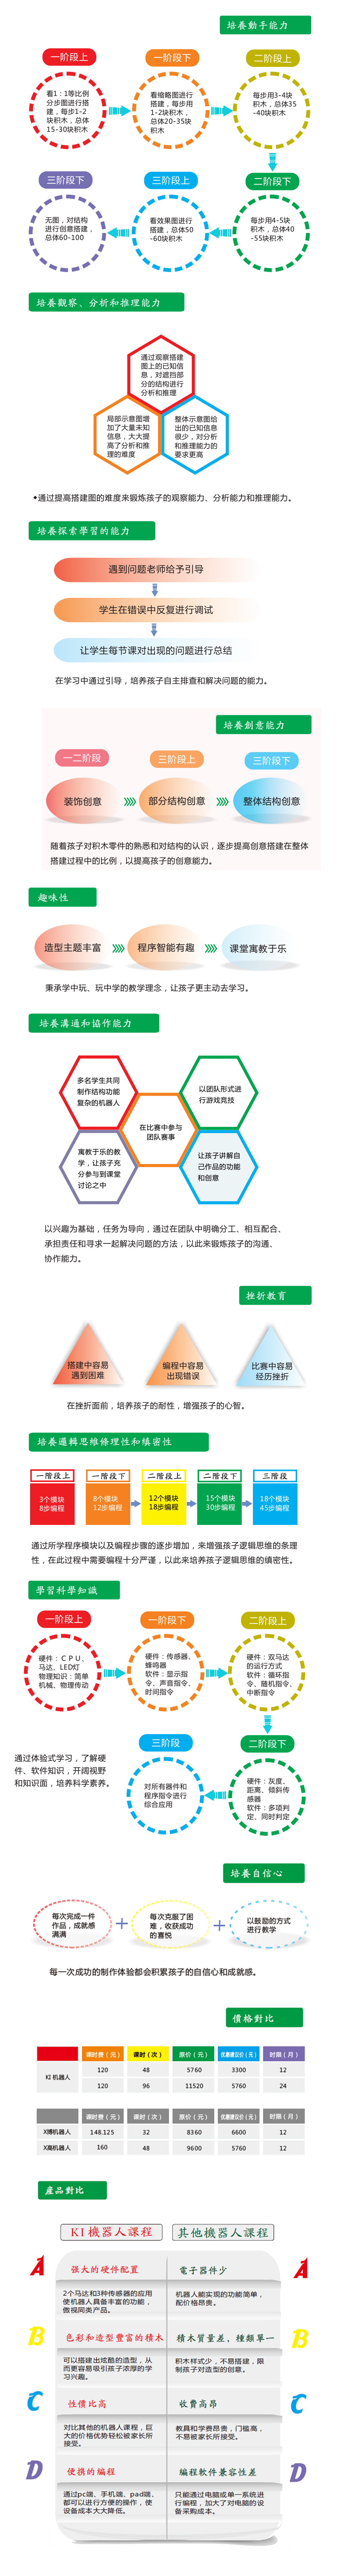 培養動手能力
一阶段上
一阶段下
二阶段上
看1：1等比例
分步图进行搭
建，每步1-2
块积木，总体
15-30块积木
看缩略图进行
搭建，每步用
1-2块积木，
总体20-35块
积木
每步用3-4块
积木，总体35
-40块积木
三阶段下
三阶段上
二阶段下
无图，对结构
进行创意搭建，
总体60-100
看效果图进行
搭建，总体50
-60块积木
每步用4-5块
积木，总体40
-55块积木
培養觀察、分析和推理能力
通过观察搭建
图上的已知信
息，对遮挡部
分的结构进行
分析和推理
局部示意图增
加了大量未知
信息，大大提
高了分析和推
理的难度
整体示意图给
出的已知信息
很少，对分析
和推理能力的
要求更高
◆通过提高搭建图的难度来锻炼孩子的观察能力、分析能力和推理能力。
培養探索學習的能力
遇到问题老师给予引导
学生在错误中反复进行调试
让学生每节课对出现的问题进行总结
在学习中通过引导，培养孩子自主排查和解决问题的能力。
培養創意能力
一二阶段
三阶段上
三阶段下
装饰创意
部分结构创意
整体结构创意
随着孩子对积木零件的熟悉和对结构的认识，逐步提高创意搭建在整体
搭建过程中的比例，以提高孩子的创意能力。
趣味性
造型主题丰富
程序智能有趣
课堂寓教于乐
秉承学中玩、玩中学的教学理念，让孩子更主动去学习。
培養溝通和協作能力
多名学生共同
制作结构功能
复杂的机器人
以团队形式进
行游戏竞技
在比赛中参与
团队赛事
寓教于乐的教
学，让孩子充
分参与到课堂
讨论之中
让孩子讲解自
己作品的功能
和创意
以兴趣为基础，任务为导向，通过在团队中明确分工、相互配合、
承担责任和寻求一起解决问题的方法，以此来锻炼孩子的沟通、
协作能力。
挫折教育
搭建中容易
遇到困难
编程中容易
出现错误
比赛中容易
经历挫折
在挫折面前，培养孩子的耐性，增强孩子的心智。
培養邏輯思維條理性和縝密性
一阶段上
一阶段下
二阶段上
二阶段下
三阶段
3个模块
8步编程
8个模块
12步编程
12个模块
18步编程
15个模块
30步编程
18个模块
45步编程
通过所学程序模块以及编程步骤的逐步增加，来增强孩子逻辑思维的条理
性，在此过程中需要编程十分严谨，以此来培养孩子逻辑思维的缜密性。
學習科學知識
一阶段上
一阶段下
二阶段上
硬件：ＣＰＵ、
马达、LED灯
物理知识：简单
机械、物理传动
硬件：传感器、
蜂鸣器
软件：显示指
令、声音指令、
时间指令
硬件：双马达
的运行方式
软件：循环指
令、随机指令、
中断指令
三阶段
二阶段下
通过体验式学习，了解硬
件、软件知识，开阔视野
和知识面，培养科学素养。
对所有器件和
程序指令进行
综合应用
硬件：灰度、
距离、倾斜传
感器
软件：多项判
定、同时判定
培養自信心
每次完成一件
作品，成就感
满满
每次克服了困
难，收获成功
的喜悦
以鼓励的方式
进行教学
每一次成功的制作体验都会积累孩子的自信心和成就感。
價格對比
课时费（元） 课时（次） 原价（元） 优惠建议价（元） 时限（月）
KI 机器人
120 48 5760 3300 12
120 96 11520 5760 24
课时费（元） 课时（次） 原价（元） 优惠建议价（元） 时限（月）
X博机器人 148.125 32 8360 6600 12
X高机器人 160 48 9600 5760 12
産品對比
KI 機器人課程
其他機器人課程
A
强大的硬件配置
電子器件少
A
2个马达和3种传感器的应用
使机器人具备丰富的功能，
傲视同类产品。
机器人能实现的功能简单，
配价格昂贵。
B
色彩和造型豐富的積木
積木質量差，種類單一
B
可以搭建出炫酷的造型，从
而更容易吸引孩子浓厚的学
习兴趣。
积木样式少，不易搭建，限
制孩子对造型的创意。
C
性價比高
收費高昂
C
对比其他的机器人课程，巨
大的价格优势轻松被家长所
接受。
教具和学费昂贵，门槛高，
不易被家长所接受。
D
便携的編程
編程软件兼容性差
D
通过pc端、手机端、pad端，
都可以进行方便的操作，使
设备成本大大降低。
只能通过电脑或单一系统进
行编程，加大了对电脑的设
备采购成本。